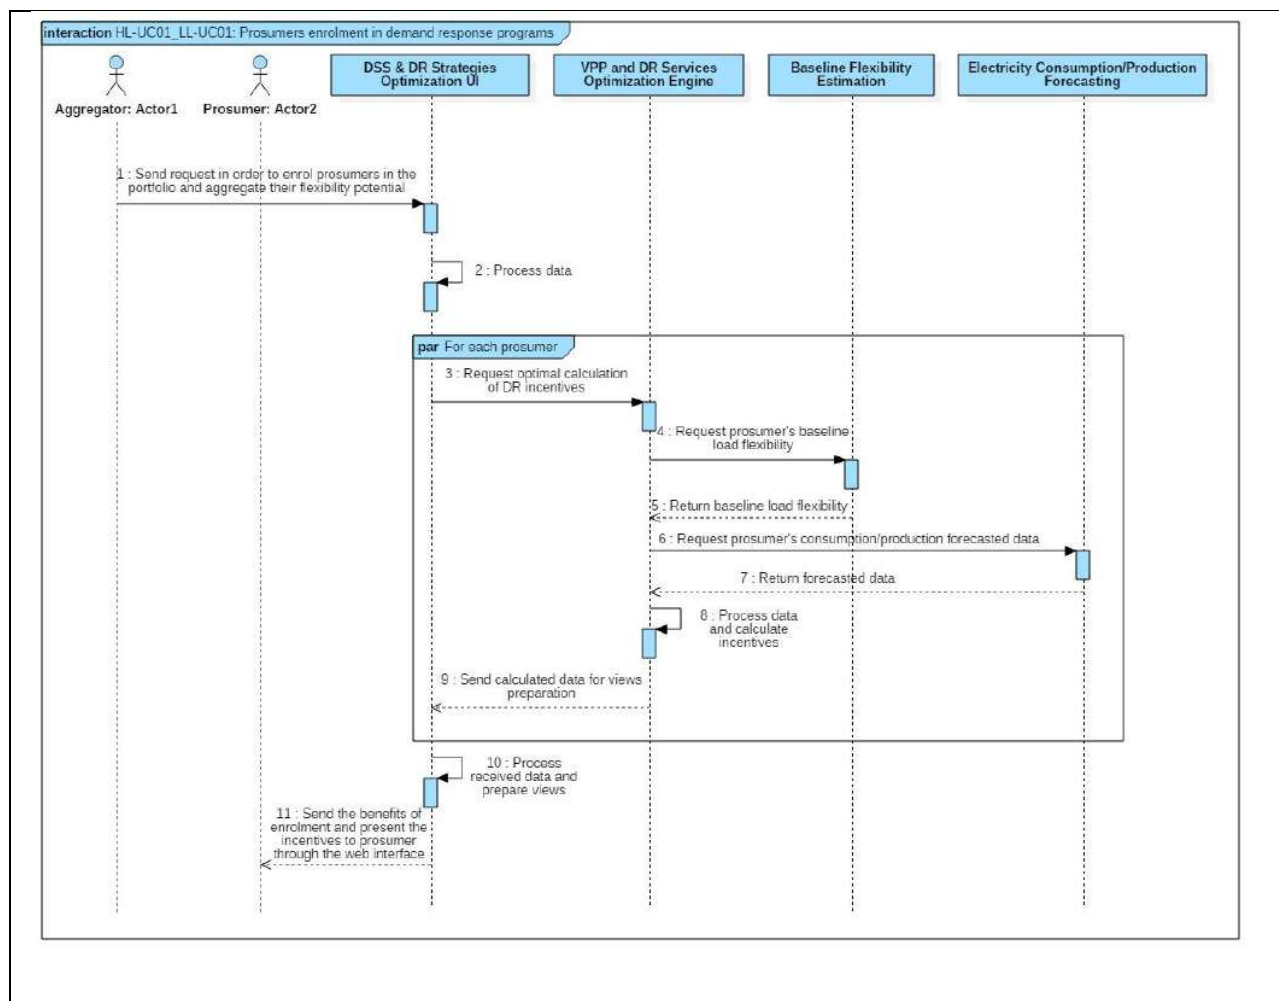 interaction HL-UC01_LL-UC01: Prosumers enrolment in demand response programs
Aggregator: Actor1
Prosumer: Actor2
DSS & DR Strategies
Optimization UI
VPP and DR Services
Optimization Engine
Baseline Flexibility
Estimation
Electricity Consumption/Production
Forecasting
1 : Send request in order to enrol prosumers in the
portfolio and aggregate their flexibility potential
2 : Process data
par For each prosumer
3 : Request optimal calculation
of DR incentives
4 : Request prosumer's baseline
load flexibility
5 : Return baseline load flexibility
6 : Request prosumer's consumption/production forecasted data
7 : Return forecasted data
8 : Process data
and calculate
incentives
9 : Send calculated data for views
preparation
10 : Process
received data and
prepare views
11 : Send the benefits of
enrolment and present the
incentives to prosumer
through the web interface